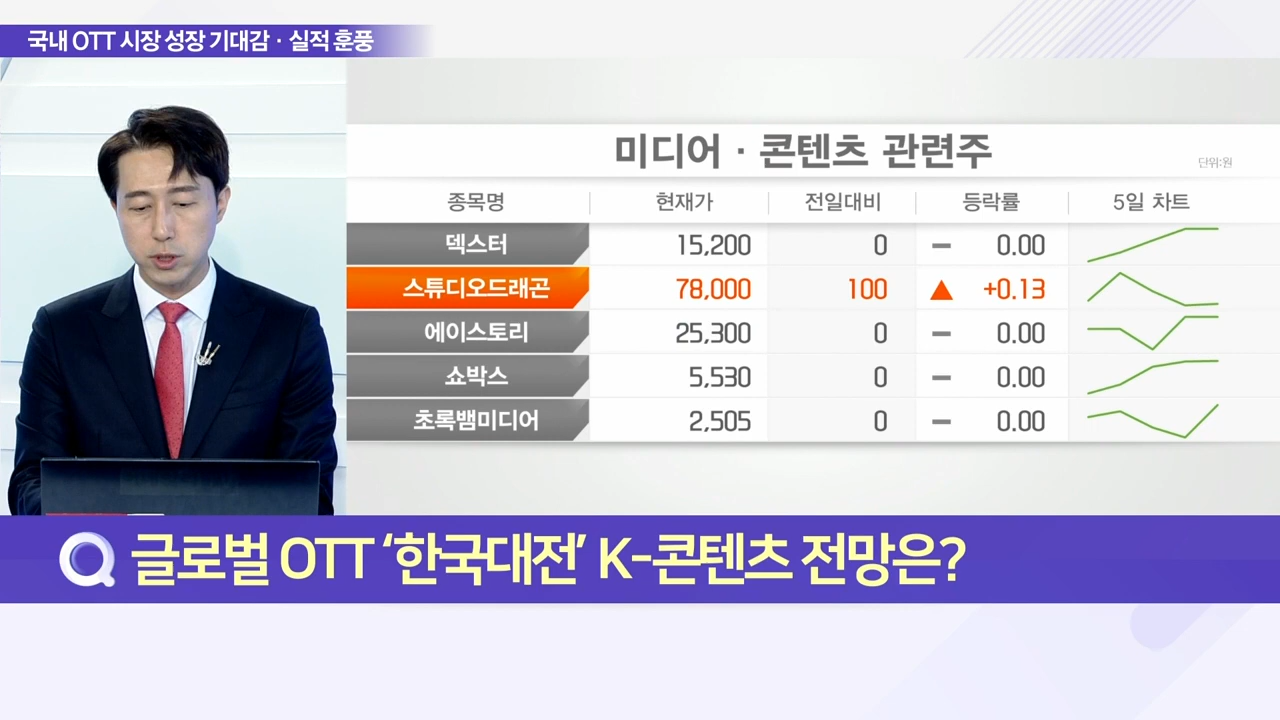 국내 OTT 시장 성장 기대감 · 실적 훈풍
미디어 · 콘텐츠 관련주
단위:원
종목명 현재가 전일대비 등락률 5일 차트
덱스터 15,200 0 0.00
스튜디오드래곤 78,000 100 ▲ +0.13
에이스토리 25,300 0 0.00
쇼박스 5,530 0 0.00
초록뱀미디어 2,505 0 0.00
글로벌 OTT ‘한국대전’ K-콘텐츠 전망은?